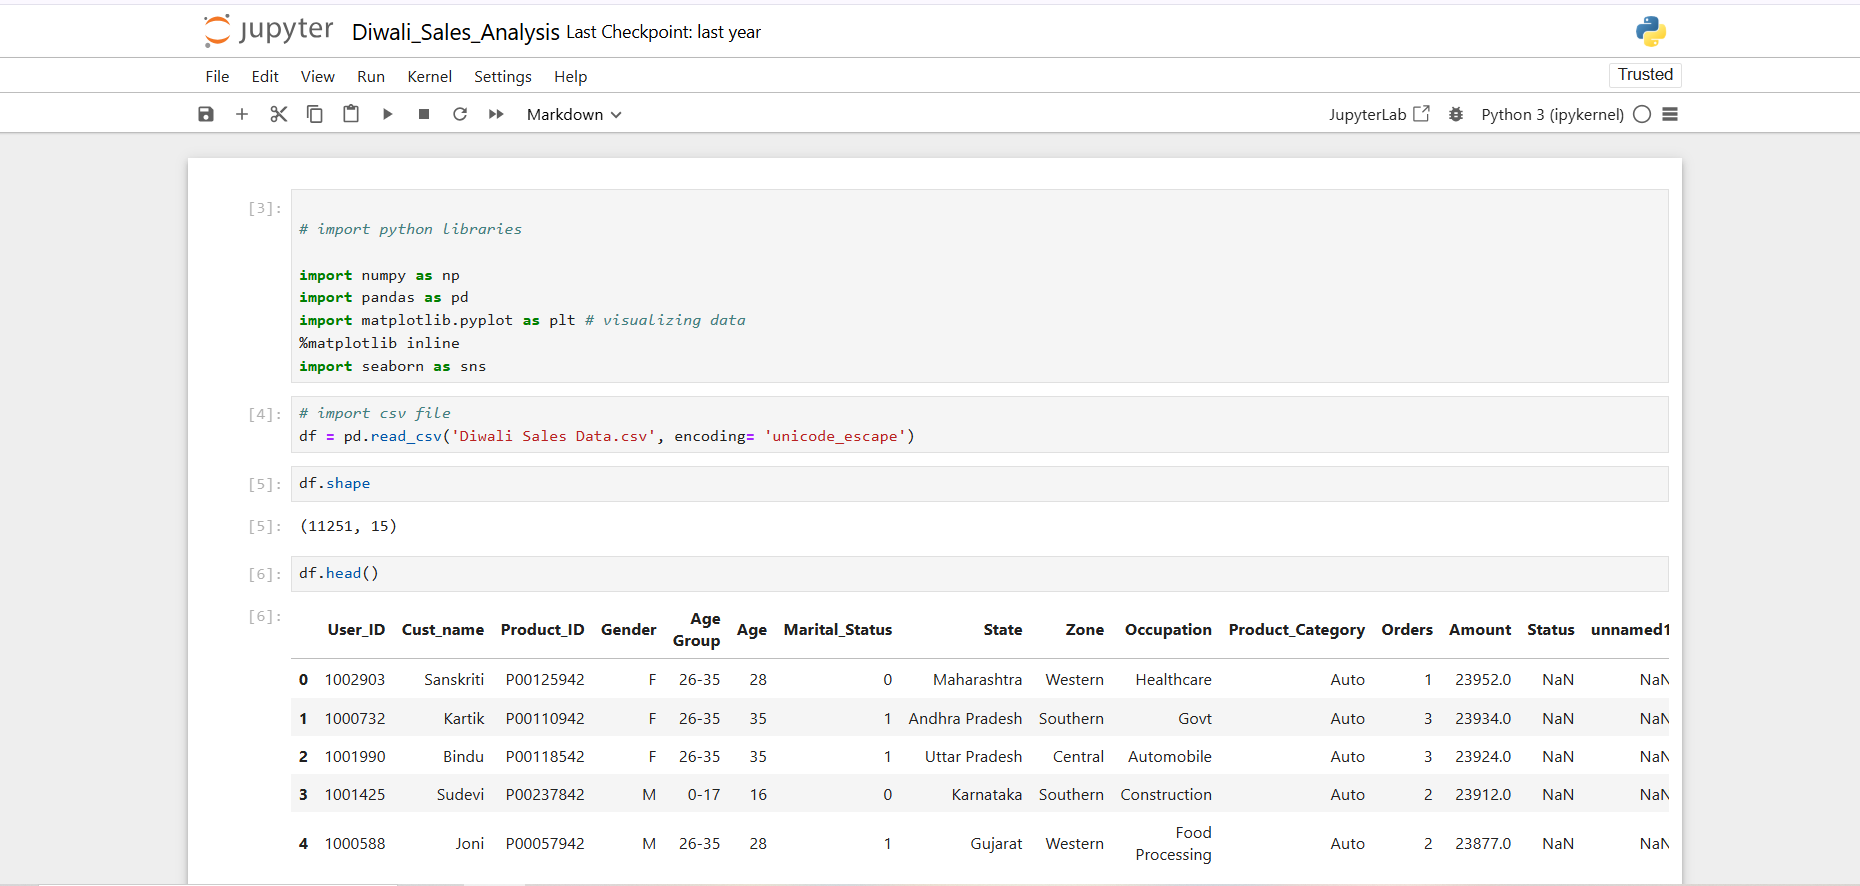 jupyter Diwali_Sales_Analysis Last Checkpoint: last year
File Edit View Run Kernel Settings Help Trusted
Markdown JupyterLab Python 3 (ipykernel)
[3]:
# import python libraries
import numpy as np
import pandas as pd
import matplotlib.pyplot as plt # visualizing data
%matplotlib inline
import seaborn as sns
[4]: # import csv file
df = pd.read_csv('Diwali Sales Data.csv', encoding= 'unicode_escape')
[5]: df.shape
[5]: (11251, 15)
[6]: df.head()
[6]:
User_ID Cust_name Product_ID Gender Age Group Age Marital_Status State Zone Occupation Product_Category Orders Amount Status unnamed1
0 1002903 Sanskriti P00125942 F 26-35 28 0 Maharashtra Western Healthcare Auto 1 23952.0 NaN NaN
1 1000732 Kartik P00110942 F 26-35 35 1 Andhra Pradesh Southern Govt Auto 3 23934.0 NaN NaN
2 1001990 Bindu P00118542 F 26-35 35 1 Uttar Pradesh Central Automobile Auto 3 23924.0 NaN NaN
3 1001425 Sudevi P00237842 M 0-17 16 0 Karnataka Southern Construction Auto 2 23912.0 NaN NaN
4 1000588 Joni P00057942 M 26-35 28 1 Gujarat Western Food Processing Auto 2 23877.0 NaN NaN